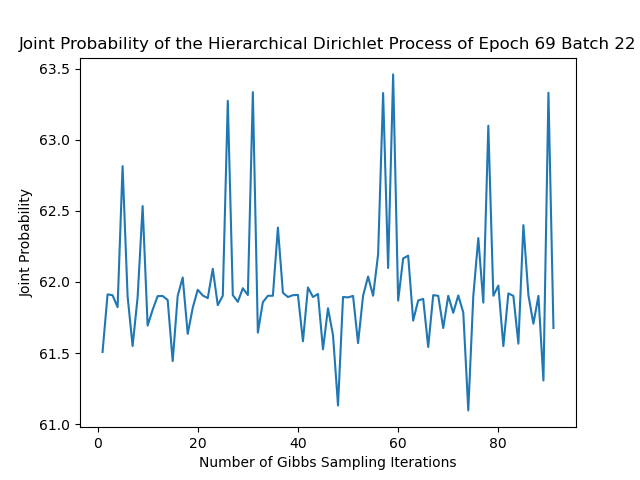 Joint Probability of the Hierarchical Dirichlet Process of Epoch 69 Batch 22
63.5
63.0
62.5
62.0
61.5
61.0
Joint Probability
0 20 40 60 80
Number of Gibbs Sampling Iterations